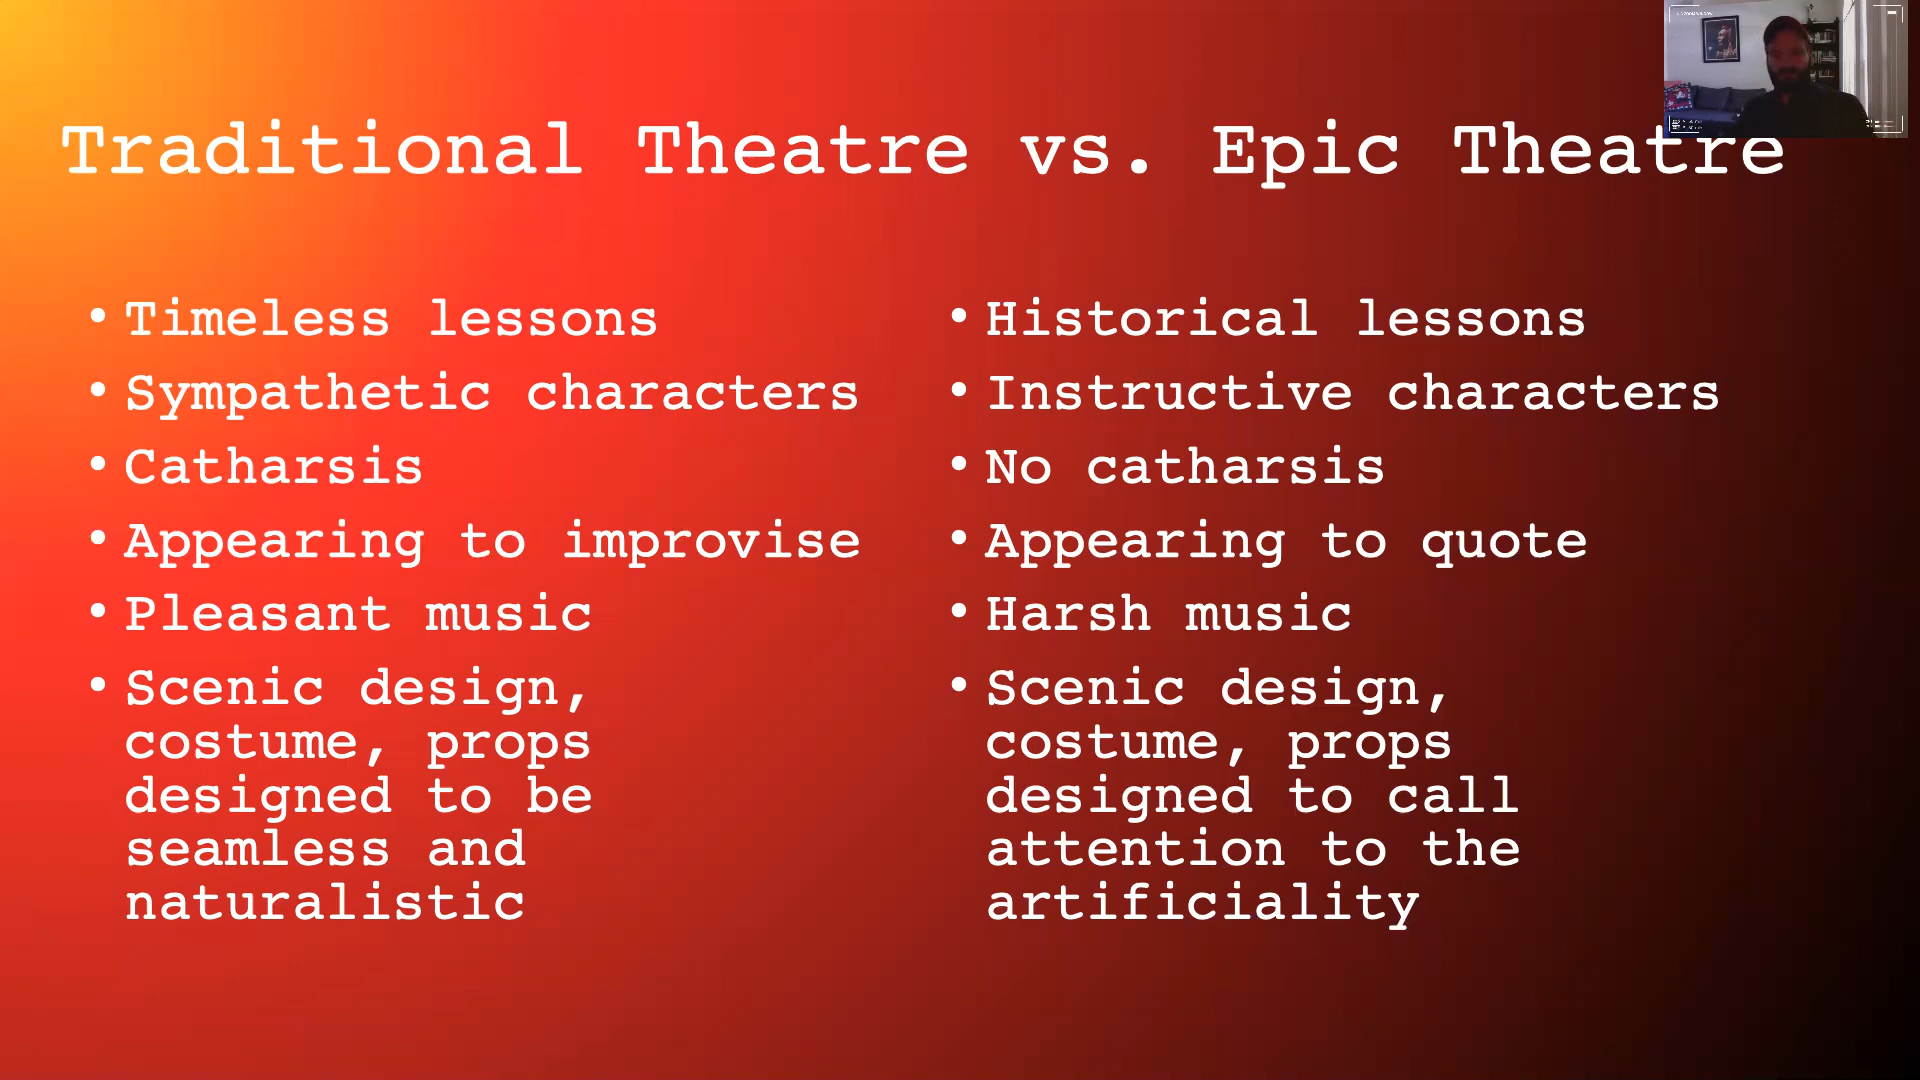 Traditional Theatre vs. Epic Theatre
• Timeless lessons
• Sympathetic characters
• Catharsis
• Appearing to improvise
• Pleasant music
• Scenic design,
costume, props
designed to be
seamless and
naturalistic
• Historical lessons
• Instructive characters
• No catharsis
• Appearing to quote
• Harsh music
• Scenic design,
costume, props
designed to call
attention to the
artificiality